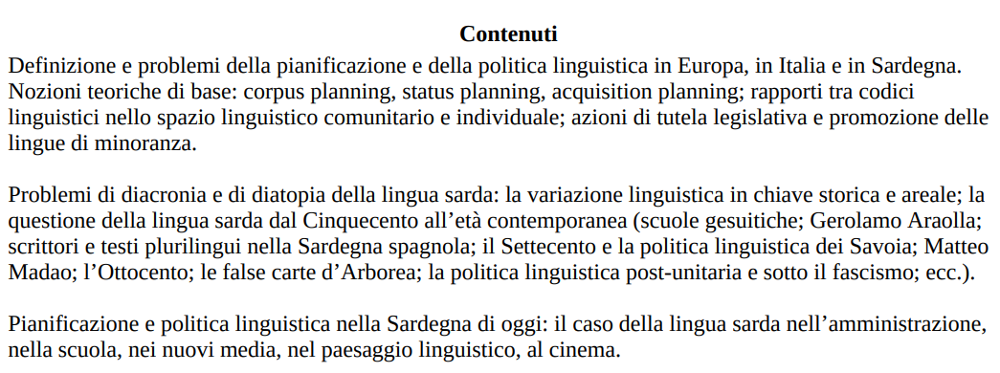 Contenuti
Definizione e problemi della pianificazione e della politica linguistica in Europa, in Italia e in Sardegna.
Nozioni teoriche di base: corpus planning, status planning, acquisition planning; rapporti tra codici
linguistici nello spazio linguistico comunitario e individuale; azioni di tutela legislativa e promozione delle
lingue di minoranza.
Problemi di diacronia e di diatopia della lingua sarda: la variazione linguistica in chiave storica e areale; la
questione della lingua sarda dal Cinquecento all’età contemporanea (scuole gesuitiche; Gerolamo Araolla;
scrittori e testi plurilingui nella Sardegna spagnola; il Settecento e la politica linguistica dei Savoia; Matteo
Madao; l’Ottocento; le false carte d’Arborea; la politica linguistica post-unitaria e sotto il fascismo; ecc.).
Pianificazione e politica linguistica nella Sardegna di oggi: il caso della lingua sarda nell’amministrazione,
nella scuola, nei nuovi media, nel paesaggio linguistico, al cinema.